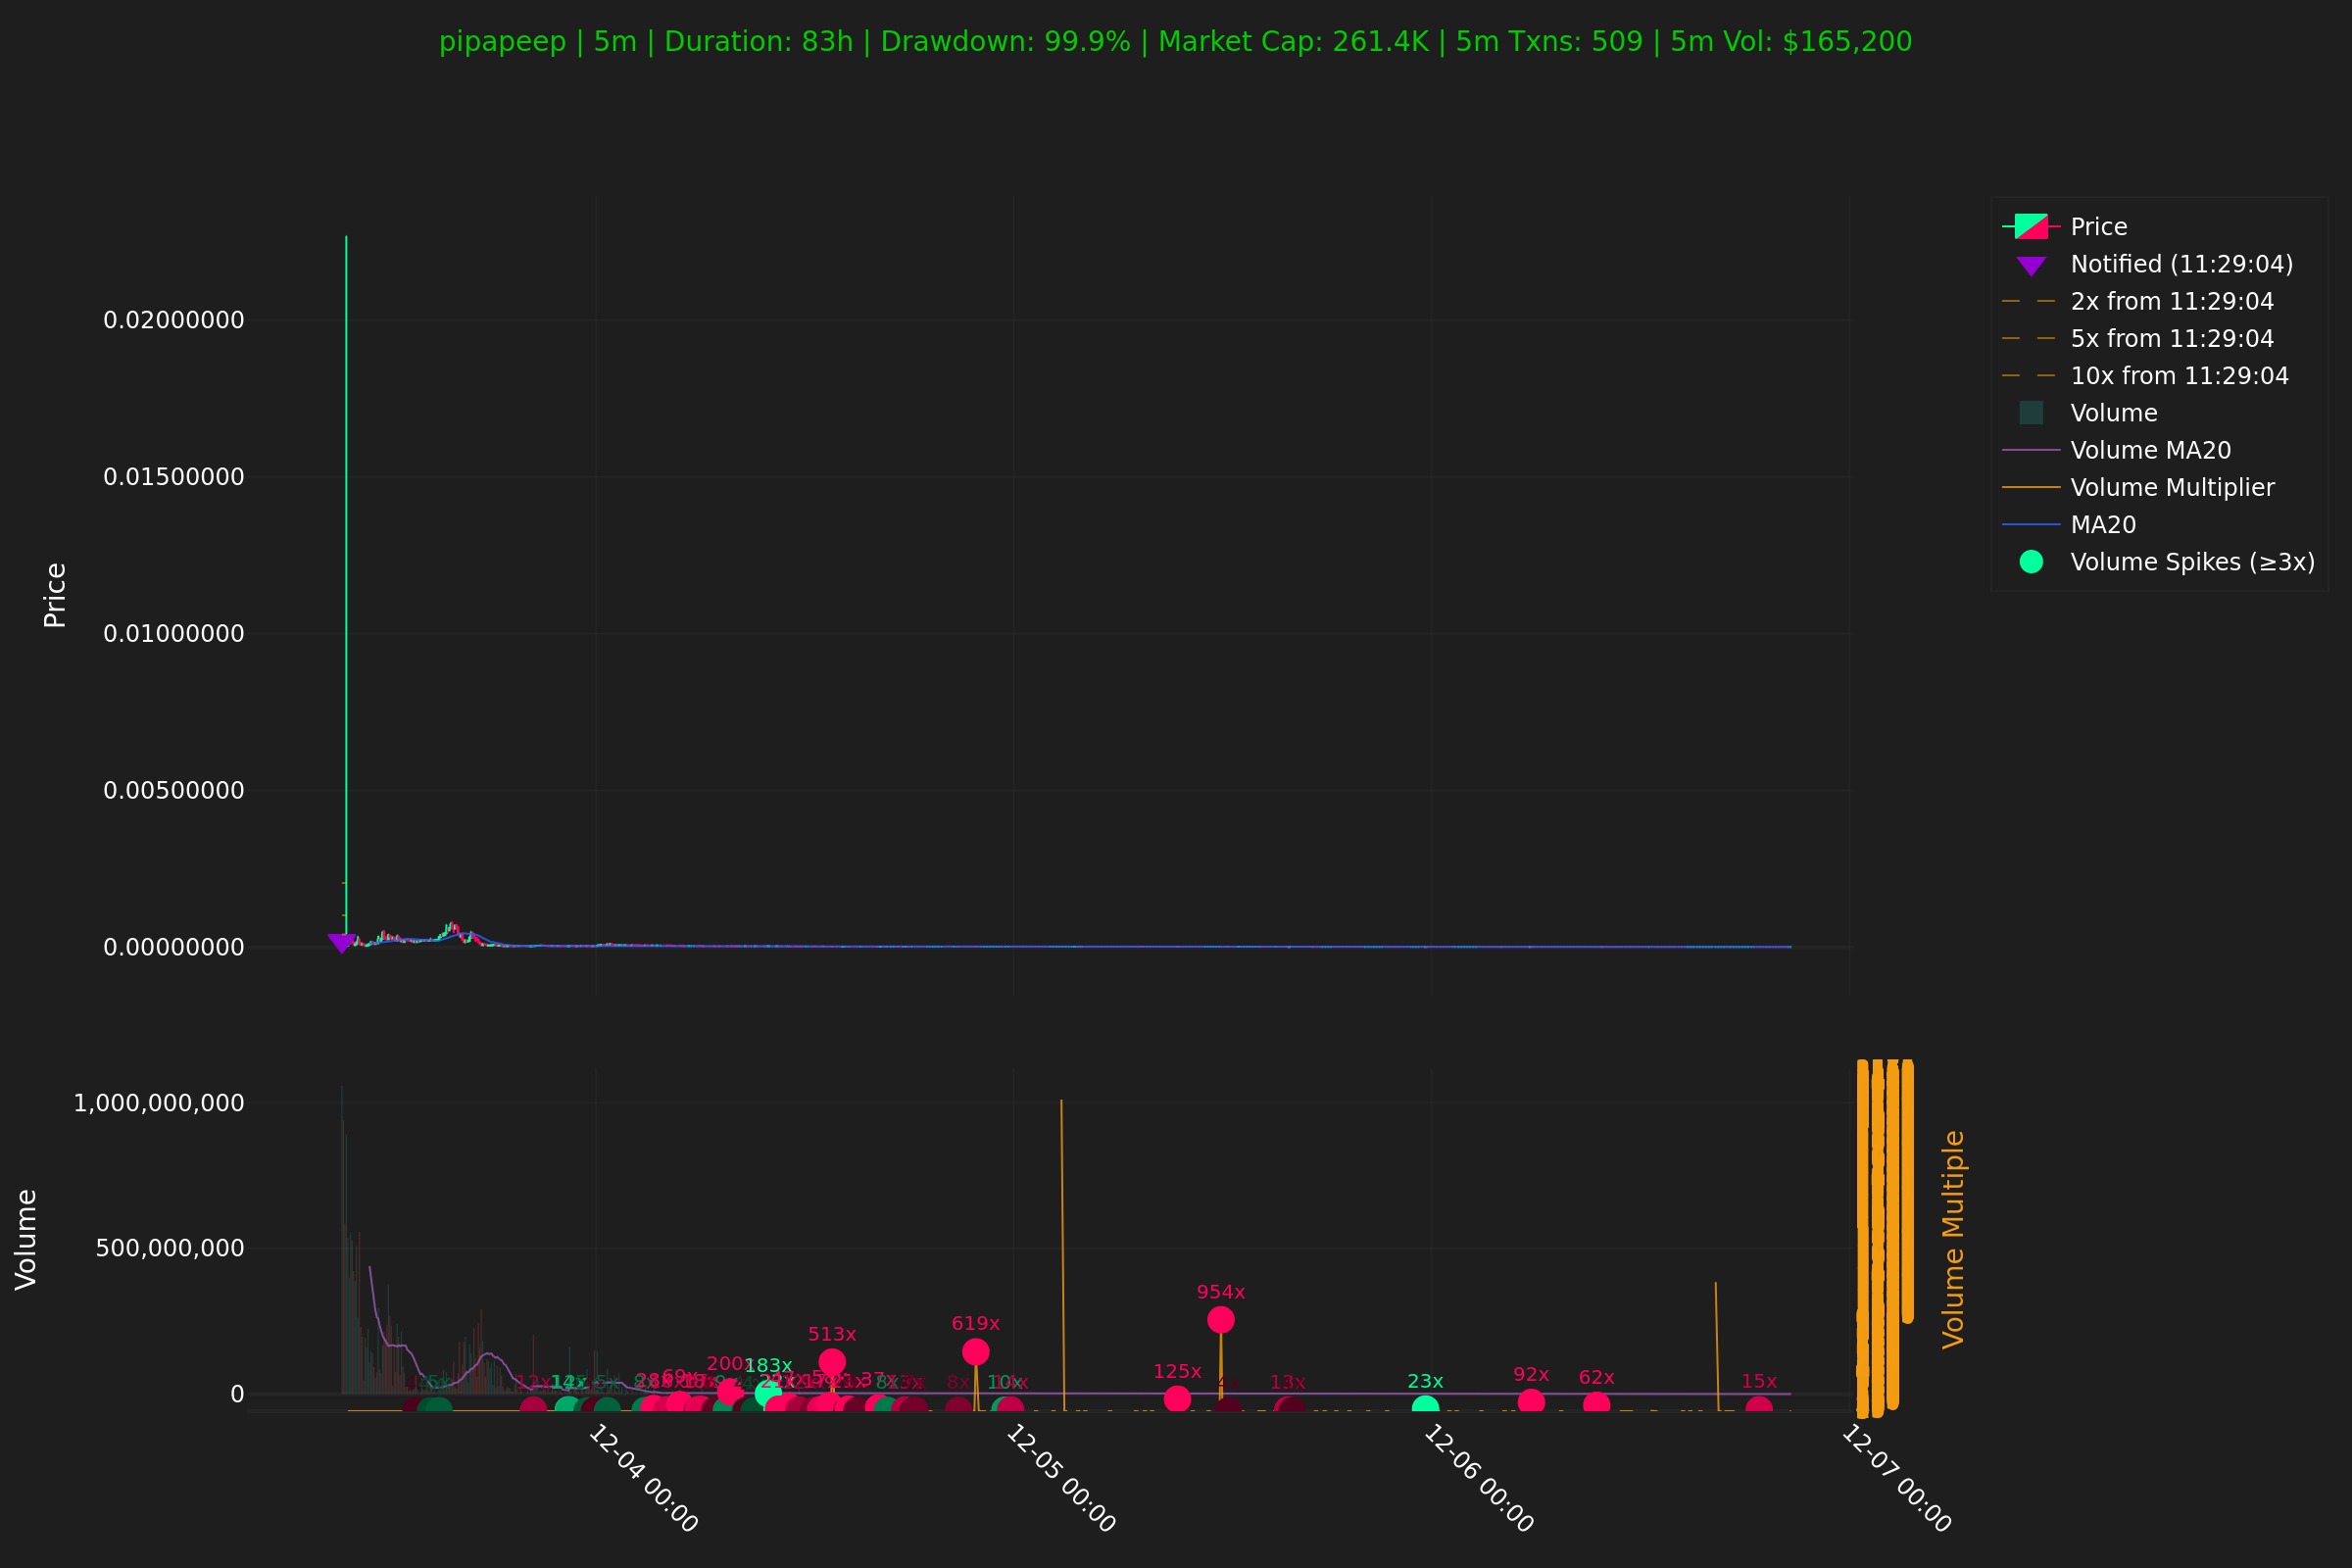 pipapeep | 5m | Duration: 83h | Drawdown: 99.9% | Market Cap: 261.4K | 5m Txns: 509 | 5m Vol: $165,200
Price
Notified (11:29:04)
2x from 11:29:04
5x from 11:29:04
10x from 11:29:04
Volume
Volume MA20
Volume Multiplier
MA20
Volume Spikes (≥3x)
Price
0.02000000
0.01500000
0.01000000
0.00500000
0.00000000
Volume
1,000,000,000
500,000,000
0
12x
200x
183x
513x
37x
8x
619x
10x
125x
954x
13x
23x
92x
62x
15x
Volume Multiple
12-04 00:00
12-05 00:00
12-06 00:00
12-07 00:00